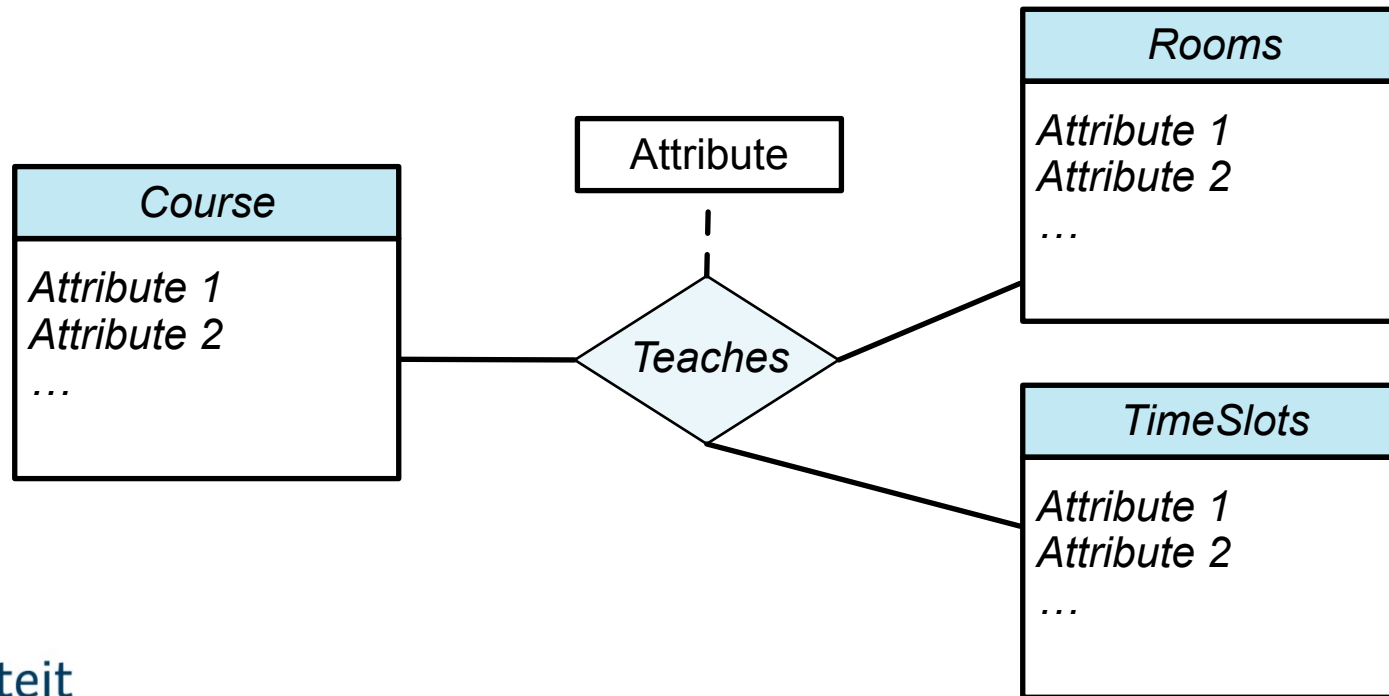 Course
Attribute 1
Attribute 2
…
Attribute
Teaches
Rooms
Attribute 1
Attribute 2
…
TimeSlots
Attribute 1
Attribute 2
…
teit